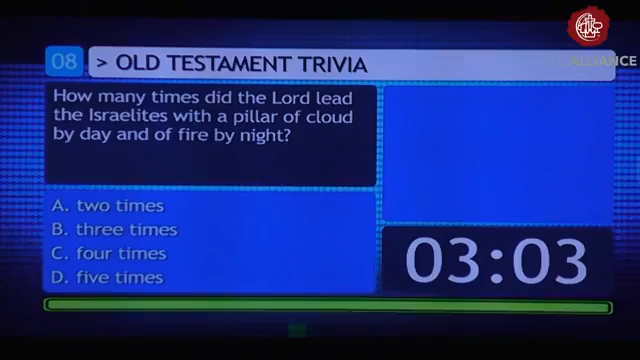 08 > OLD TESTAMENT TRIVIA
ALLIANCE
How many times did the Lord lead
the Israelites with a pillar of cloud
by day and of fire by night?
A. two times
B. three times
C. four times
D. five times
03:03